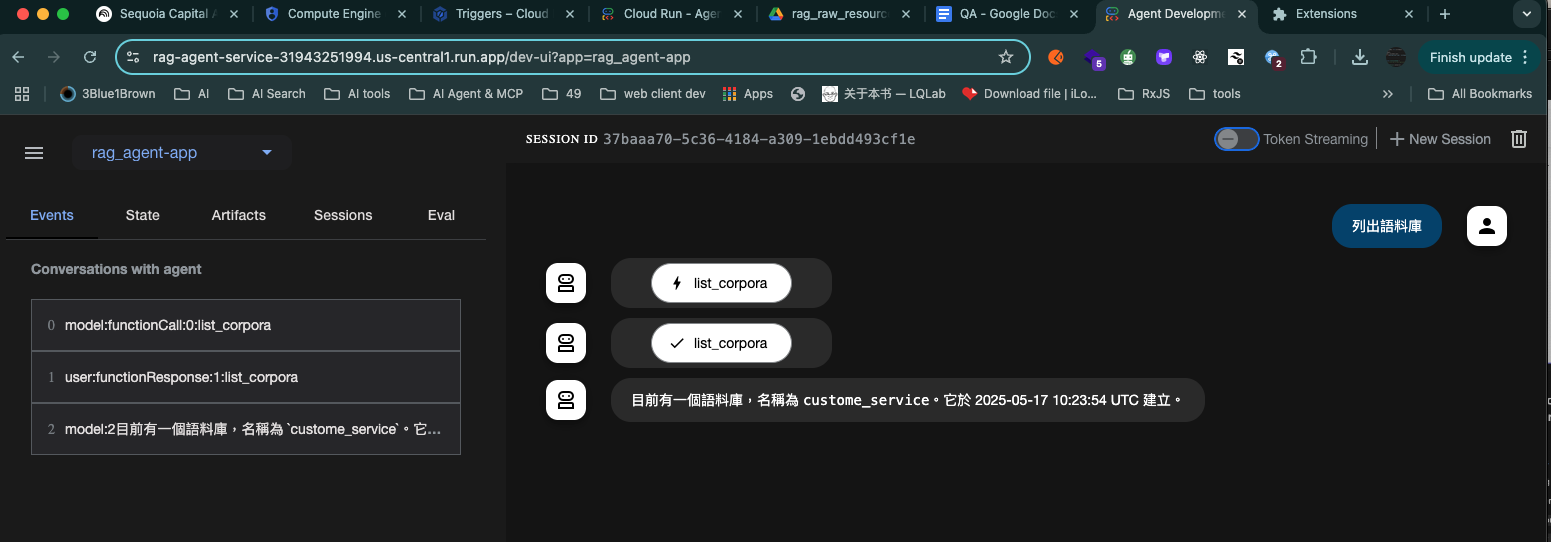 Sequoia Capital A
Compute Engine
Triggers – Cloud
Cloud Run - Ager
rag_raw_resourc
QA - Google Doc
Agent Developme
Extensions
rag-agent-service-31943251994.us-central1.run.app/dev-ui?app=rag_agent-app
5
2
Finish update
3Blue1Brown
AI
AI Search
AI tools
AI Agent & MCP
49
web client dev
Apps
关于本书 — LQLab
Download file | iLo...
RxJS
tools
All Bookmarks
rag_agent-app
SESSION ID 37baaa70-5c36-4184-a309-1ebdd493cf1e
Token Streaming
New Session
Events
State
Artifacts
Sessions
Eval
Conversations with agent
0 model:functionCall:0:list_corpora
1 user:functionResponse:1:list_corpora
2 model:2目前有一個語料庫，名稱為 `custome_service`。它...
列出語料庫
list_corpora
list_corpora
目前有一個語料庫，名稱為 custome_service。它於 2025-05-17 10:23:54 UTC 建立。